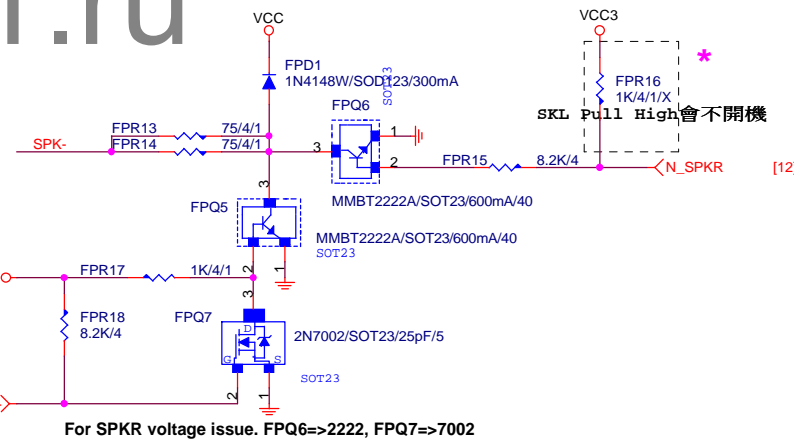 T.ru
VCC
VCC3
FPD1
1N4148W/SOD123/300mA
SOT23
FPQ6
FPR16
1K/4/1/X
*
SKL Pull High會不開機
FPR13
75/4/1
SPK-
FPR14
75/4/1
3
1
2
FPR15
8.2K/4
N_SPKR
[12
MMBT2222A/SOT23/600mA/40
3
FPQ5
MMBT2222A/SOT23/600mA/40
SOT23
2
1
FPR17
1K/4/1
3
FPR18
8.2K/4
FPQ7
D
G
S
2N7002/SOT23/25pF/5
SOT23
2
1
For SPKR voltage issue. FPQ6=>2222, FPQ7=>7002